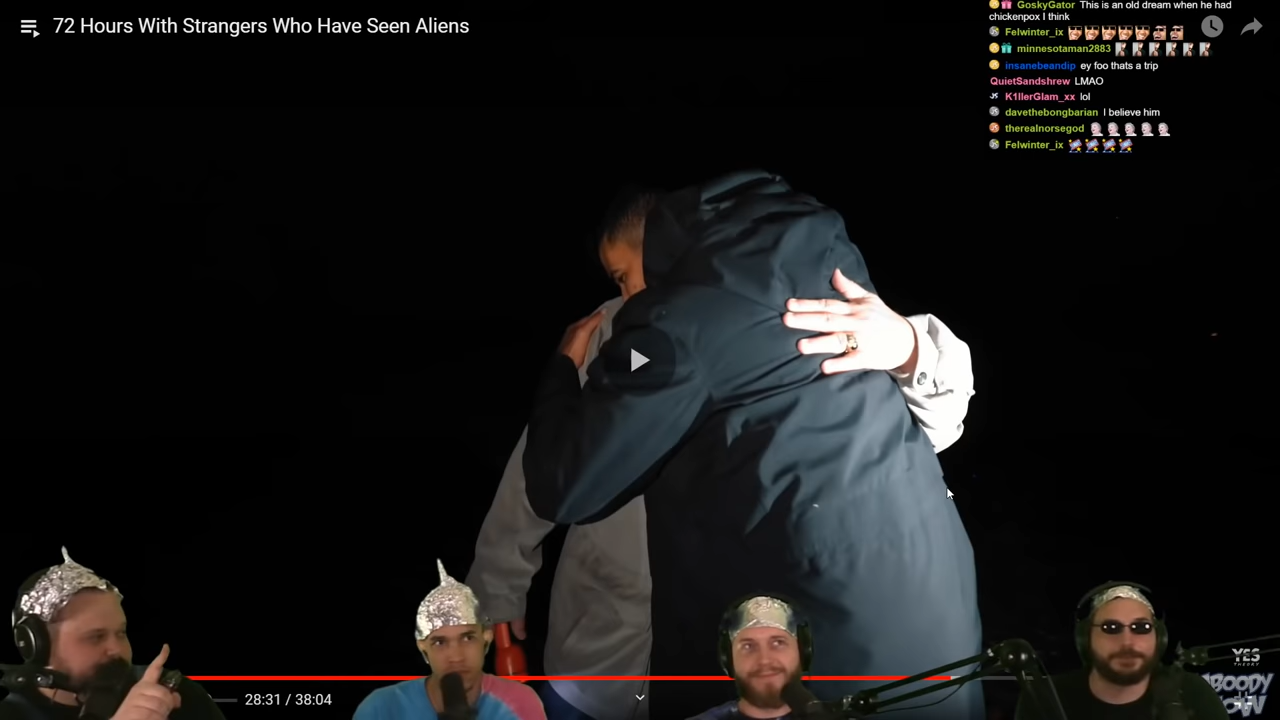 72 Hours With Strangers Who Have Seen Aliens
GoskyGator This is an old dream when he had
chickenpox I think
Felwinter_ix
minnesotaman2883
insanebeandip ey foo thats a trip
QuietSandshrew LMAO
K1llerGlam_xx lol
davethebongbarian I believe him
therealnorsegod
Felwinter_ix
YES
THEORY
28:31 / 38:04